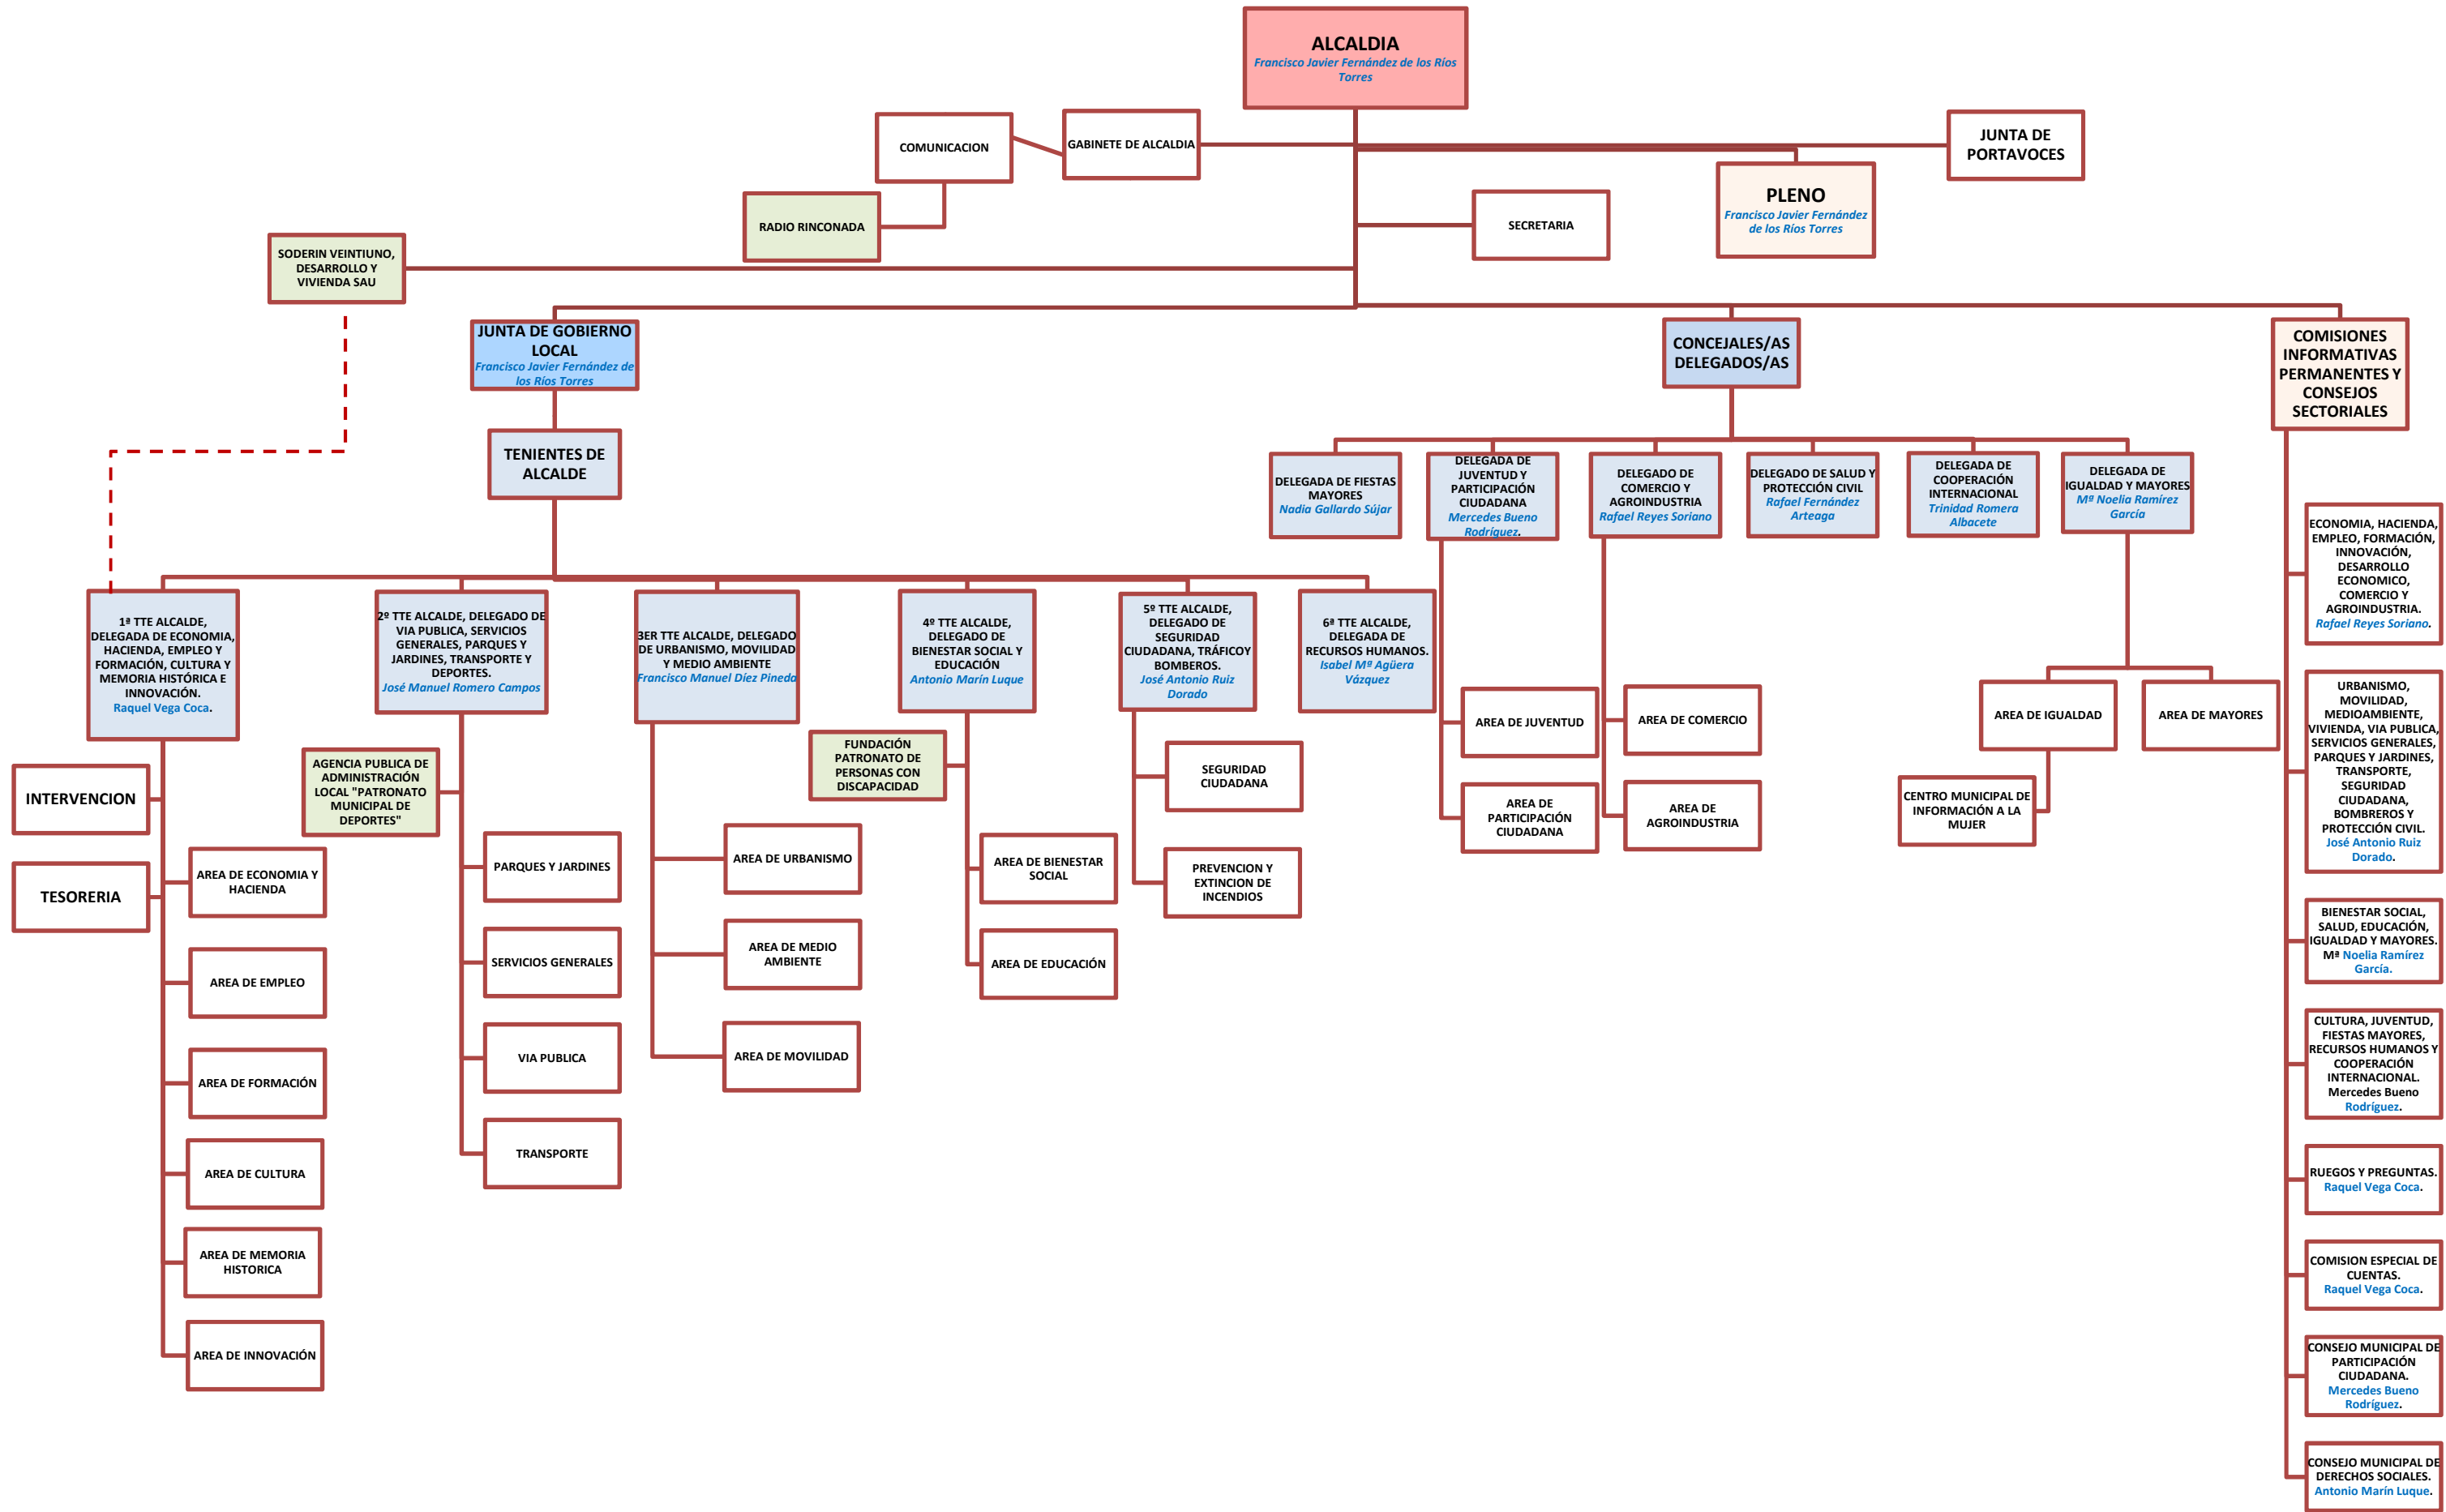 ALCALDIA
Francisco Javier Fernández de los Ríos
Torres
COMUNICACION
GABINETE DE ALCALDIA
JUNTA DE
PORTAVOCES
RADIO RINCONADA
SECRETARIA
PLENO
Francisco Javier Fernández
de los Ríos Torres
SODERIN VEINTIUNO,
DESARROLLO Y
VIVIENDA SAU
JUNTA DE GOBIERNO
LOCAL
Francisco Javier Fernández de
los Ríos Torres
CONCEJALES/AS
DELEGADOS/AS
COMISIONES
INFORMATIVAS
PERMANENTES Y
CONSEJOS
SECTORIALES
TENIENTES DE
ALCALDE
DELEGADA DE FIESTAS
MAYORES
Nadia Gallardo Sújar
DELEGADA DE
JUVENTUD Y
PARTICIPACIÓN
CIUDADANA
Mercedes Bueno
Rodríguez.
DELEGADO DE
COMERCIO Y
AGROINDUSTRIA
Rafael Reyes Soriano
DELEGADO DE SALUD Y
PROTECCIÓN CIVIL
Rafael Fernández
Arteaga
DELEGADA DE
COOPERACIÓN
INTERNACIONAL
Trinidad Romera
Albacete
DELEGADA DE
IGUALDAD Y MAYORES
Mª Noelia Ramírez
García
1ª TTE ALCALDE,
DELEGADA DE ECONOMIA,
HACIENDA, EMPLEO Y
FORMACIÓN, CULTURA Y
MEMORIA HISTÓRICA E
INNOVACIÓN.
Raquel Vega Coca.
2º TTE ALCALDE, DELEGADO DE
VIA PUBLICA, SERVICIOS
GENERALES, PARQUES Y
JARDINES, TRANSPORTE Y
DEPORTES.
José Manuel Romero Campos
3ER TTE ALCALDE, DELEGADO
DE URBANISMO, MOVILIDAD
Y MEDIO AMBIENTE
Francisco Manuel Díez Pineda
4º TTE ALCALDE,
DELEGADO DE
BIENESTAR SOCIAL Y
EDUCACIÓN
Antonio Marín Luque
5º TTE ALCALDE,
DELEGADO DE
SEGURIDAD
CIUDADANA, TRÁFICOY
BOMBEROS.
José Antonio Ruiz
Dorado
6ª TTE ALCALDE,
DELEGADA DE
RECURSOS HUMANOS.
Isabel Mª Agüera
Vázquez
INTERVENCION
TESORERIA
AREA DE ECONOMIA Y
HACIENDA
AREA DE EMPLEO
AREA DE FORMACIÓN
AREA DE CULTURA
AREA DE MEMORIA
HISTORICA
AREA DE INNOVACIÓN
AGENCIA PUBLICA DE
ADMINISTRACIÓN
LOCAL "PATRONATO
MUNICIPAL DE
DEPORTES"
PARQUES Y JARDINES
SERVICIOS GENERALES
VIA PUBLICA
TRANSPORTE
AREA DE URBANISMO
AREA DE MEDIO
AMBIENTE
AREA DE MOVILIDAD
FUNDACIÓN
PATRONATO DE
PERSONAS CON
DISCAPACIDAD
AREA DE BIENESTAR
SOCIAL
AREA DE EDUCACIÓN
SEGURIDAD
CIUDADANA
PREVENCION Y
EXTINCION DE
INCENDIOS
AREA DE JUVENTUD
AREA DE
PARTICIPACIÓN
CIUDADANA
AREA DE COMERCIO
AREA DE
AGROINDUSTRIA
AREA DE IGUALDAD
AREA DE MAYORES
CENTRO MUNICIPAL DE
INFORMACIÓN A LA
MUJER
ECONOMIA, HACIENDA,
EMPLEO, FORMACIÓN,
INNOVACIÓN,
DESARROLLO
ECONOMICO,
COMERCIO Y
AGROINDUSTRIA.
Rafael Reyes Soriano.
URBANISMO,
MOVILIDAD,
MEDIOAMBIENTE,
VIVIENDA, VIA PUBLICA,
SERVICIOS GENERALES,
PARQUES Y JARDINES,
TRANSPORTE,
SEGURIDAD
CIUDADANA,
BOMBREROS Y
PROTECCIÓN CIVIL.
José Antonio Ruiz
Dorado.
BIENESTAR SOCIAL,
SALUD, EDUCACIÓN,
IGUALDAD Y MAYORES.
Mª Noelia Ramírez
García.
CULTURA, JUVENTUD,
FIESTAS MAYORES,
RECURSOS HUMANOS Y
COOPERACIÓN
INTERNACIONAL.
Mercedes Bueno
Rodríguez.
RUEGOS Y PREGUNTAS.
Raquel Vega Coca.
COMISION ESPECIAL DE
CUENTAS.
Raquel Vega Coca.
CONSEJO MUNICIPAL DE
PARTICIPACIÓN
CIUDADANA.
Mercedes Bueno
Rodríguez.
CONSEJO MUNICIPAL DE
DERECHOS SOCIALES.
Antonio Marín Luque.